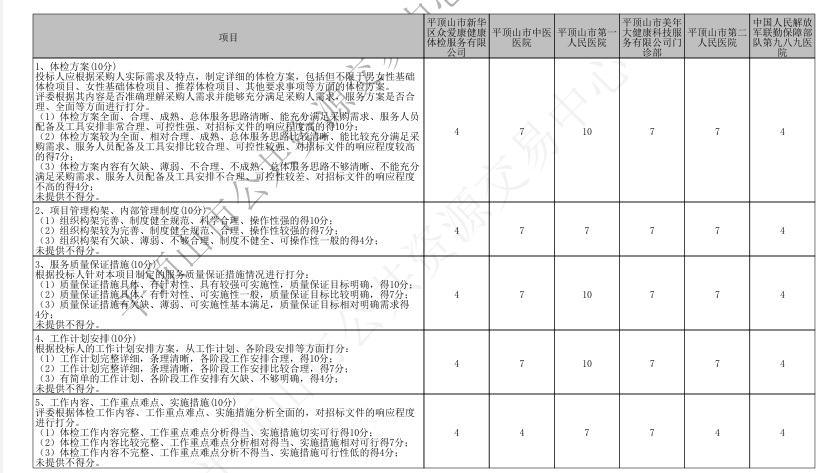 项目
平顶山市新华
区众爱康健康
体检服务有限
公司
平顶山市中医
医院
平顶山市第一
人民医院
平顶山市美年
大健康科技服
务有限公司门
诊部
平顶山市第二
人民医院
中国人民解放
军联勤保障部
队第九八九医
院
1、体检方案(10分)
投标人应根据采购人实际需求及特点，制定详细的体检方案，包括但不限于男女性基础
体检项目、女性基础体检项目、推荐体检项目、其他要求事项等方面的体检方案。
评委根据其内容是否准确理解采购人需求并能够充分满足采购人需求，服务方案是否合
理、全面等方面进行打分。
（1）体检方案全面、合理、成熟、总体服务思路清晰、能充分满足采购需求、服务人员
配备及工具安排非常合理、可控性强、对招标文件的响应程度高的得10分；
（2）体检方案较为全面、相对合理、成熟、总体服务思路比较清晰、能比较充分满足采
购需求、服务人员配备及工具安排比较合理、可控性较强、对招标文件的响应程度较高
的得7分；
（3）体检方案内容有欠缺、薄弱、不合理、不成熟、总体服务思路不够清晰、不能充分
满足采购需求、服务人员配备及工具安排不合理、可控性较差、对招标文件的响应程度
不高的得4分；
未提供不得分。
4 7 10 7 7 4
2、项目管理构架、内部管理制度(10分)
（1）组织构架完善、制度健全规范、科学合理、操作性强的得10分；
（2）组织构架较为完善、制度健全规范、合理、操作性较强的得7分；
（3）组织构架有欠缺、薄弱、不够合理、制度不健全、可操作性一般的得4分；
未提供不得分。
4 7 7 7 7 4
3、服务质量保证措施(10分)
根据投标人针对本项目制定的服务质量保证措施情况进行打分：
（1）质量保证措施具体、有针对性、具有较强可实施性，质量保证目标明确，得10分；
（2）质量保证措施具体、有针对性、可实施性一般，质量保证目标比较明确，得7分；
（3）质量保证措施有欠缺、薄弱、可实施性基本满足，质量保证目标相对明确需求得
4分；
未提供不得分。
4 7 10 7 7 4
4、工作计划安排(10分)
根据投标人的工作计划安排方案，从工作计划、各阶段安排等方面打分：
（1）工作计划完整详细，条理清晰，各阶段工作安排合理，得10分；
（2）工作计划完整详细，条理清晰，各阶段工作安排比较合理，得7分；
（3）有简单的工作计划、各阶段工作安排有欠缺、不够明确，得4分；
未提供不得分。
4 7 10 7 7 4
5、工作内容、工作重点难点、实施措施(10分)
评委根据体检工作内容、工作重点难点、实施措施分析全面的，对招标文件的响应程度
进行打分。
（1）体检工作内容完整、工作重点难点分析得当、实施措施切实可行得10分；
（2）体检工作内容比较完整、工作重点难点分析相对得当、实施措施相对可行得7分；
（3）体检工作内容不完整、工作重点难点分析不得当、实施措施可行性低的得4分；
未提供不得分。
4 4 7 7 4 4